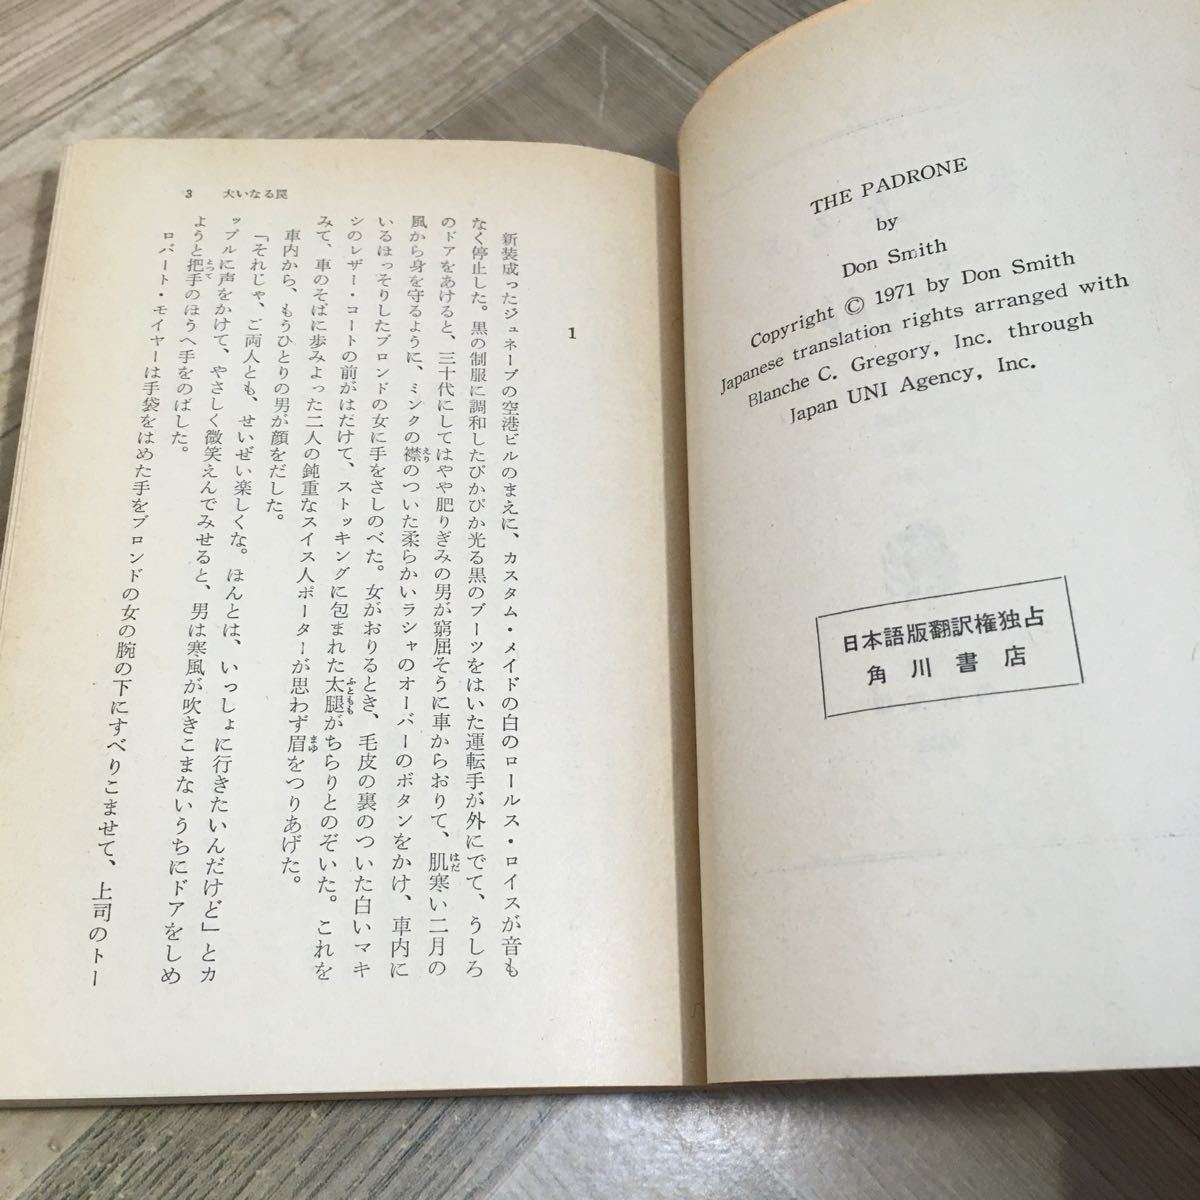 THE PADRONE
by
Don Smith
Copyright © 1971 by Don Smith
Japanese translation rights arranged with
Blanche C. Gregory, Inc. through
Japan UNI Agency, Inc.
日本語版翻訳権独占
角川書店
3 大いなる罠
1
新装成ったジュネーブの空港ビルのまえに、カスタム・メイドの白のロールス・ロイスが音も
なく停止した。黒の制服に調和したぴかぴか光る黒のブーツをはいた運転手が外にでて、うしろ
のドアをあけると、三十代にしてはやや肥りぎみの男が窮屈そうに車からおりて、肌寒い二月の
風から身を守るように、ミンクの襟のついた柔らかいラシャのオーバーのボタンをかけ、車内に
いるほっそりしたブロンドの女に手をさしのべた。女がおりるとき、毛皮の裏のついた白いマキ
シのレザー・コートの前がはだけて、ストッキングに包まれた太腿がちらりとのぞいた。これを
みて、車のそばに歩みよった二人の鈍重なスイス人ポーターが思わず眉をつりあげた。
車内から、もうひとりの男が顔をだした。
「それじゃ、ご両人とも、せいぜい楽しくな。ほんとは、いっしょに行きたいんだけど」とカ
ップルに声をかけて、やさしく微笑えんでみせると、男は寒風が吹きこまないうちにドアをしめ
ようと把手のほうへ手をのばした。
ロバート・モイヤーは手袋をはめた手をブロンドの女の腕の下にすべりこませて、上司のトー